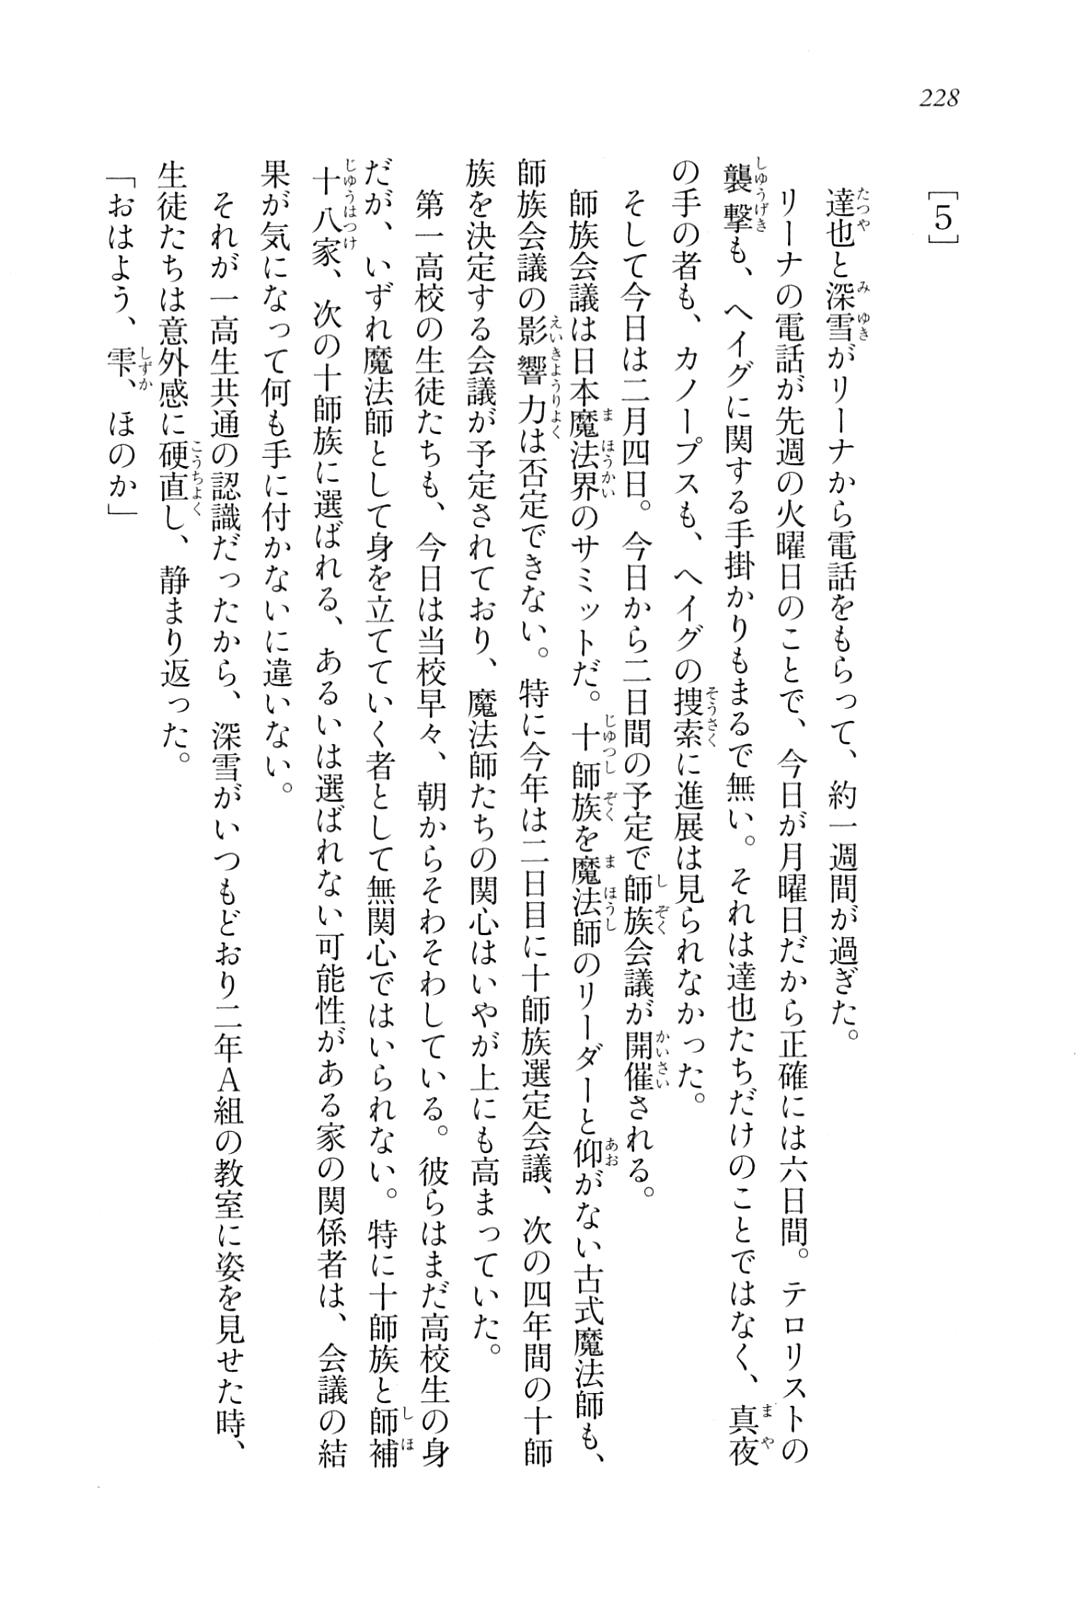 228
[5]
達也と深雪がリーナから電話をもらって、約一週間が過ぎた。
リーナの電話が先週の火曜日のことで、今日が月曜日だから正確には六日間。テロリストの
襲撃も、ヘイグに関する手掛かりもまるで無い。それは達也たちだけのことではなく、真夜
の手の者も、カノープスも、ヘイグの捜索に進展は見られなかった。
そして今日は二月四日。今日から二日間の予定で師族会議が開催される。
師族会議は日本魔法界のサミットだ。十師族を魔法師のリーダーと仰がない古式魔法師も、
師族会議の影響力は否定できない。特に今年は二日目に十師族選定会議、次の四年間の十師
族を決定する会議が予定されており、魔法師たちの関心はいやが上にも高まっていた。
第一高校の生徒たちも、今日は当校早々、朝からそわそわしている。彼らはまだ高校生の身
だが、いずれ魔法師として身を立てていく者として無関心ではいられない。特に十師族と師補
十八家、次の十師族に選ばれる、あるいは選ばれない可能性がある家の関係者は、会議の結
果が気になって何も手に付かないに違いない。
それが一高生共通の認識だったから、深雪がいつもどおり二年Ａ組の教室に姿を見せた時、
生徒たちは意外感に硬直し、静まり返った。
「おはよう、雫、ほのか」